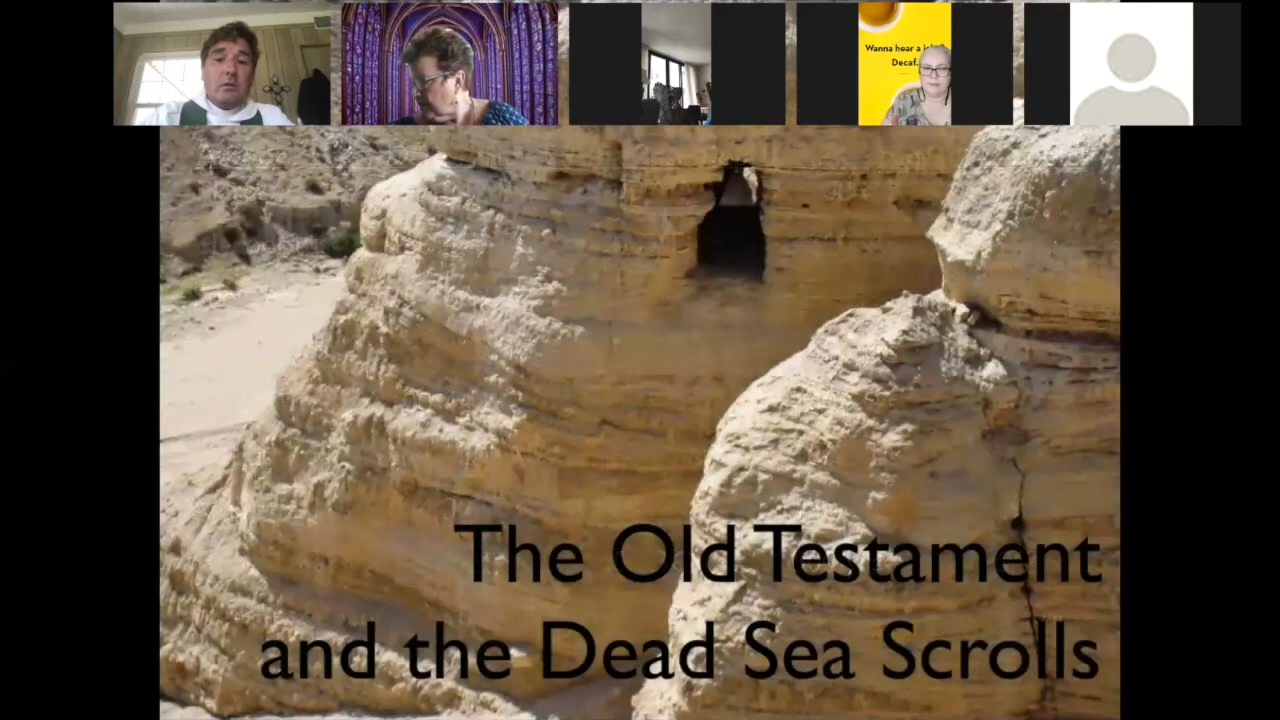 Wanna hear a
Decaf.
The Old Testament
and the Dead Sea Scrolls